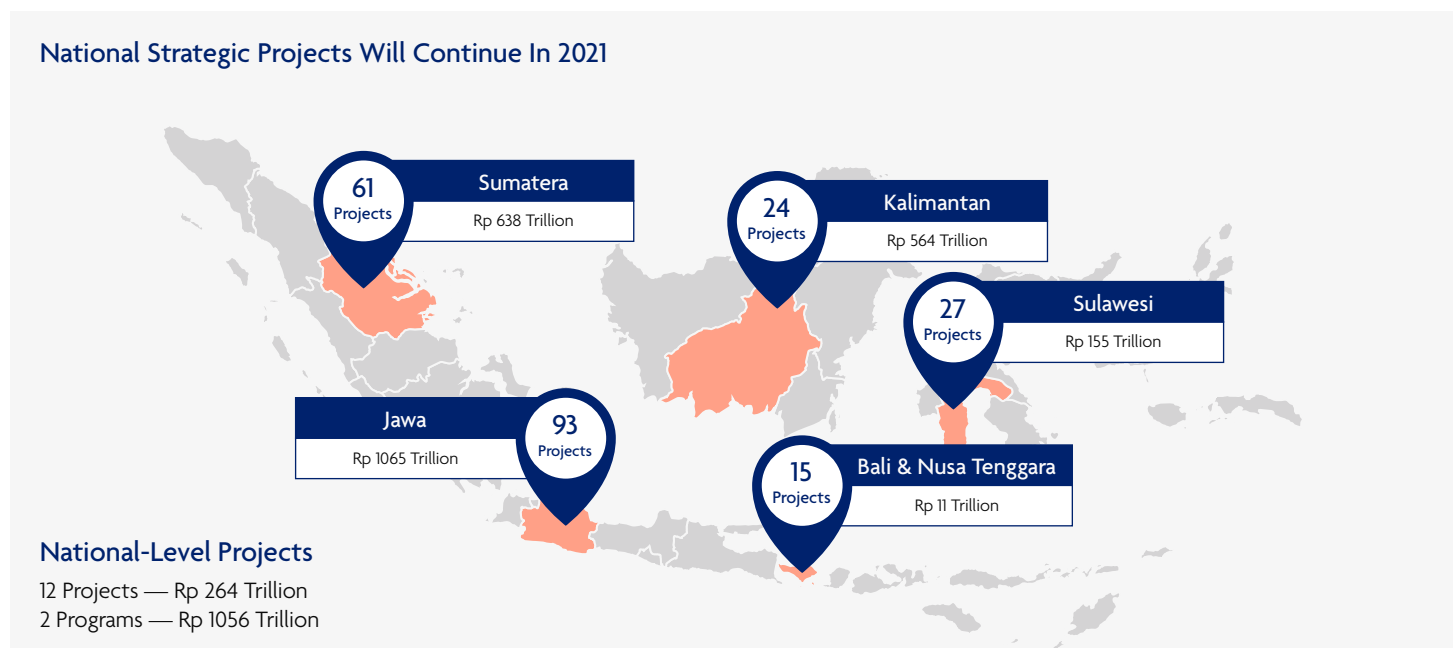 National Strategic Projects Will Continue In 2021
61
Projects
Sumatera
Rp 638 Trillion
24
Projects
Kalimantan
Rp 564 Trillion
27
Projects
Sulawesi
Rp 155 Trillion
Jawa
Rp 1065 Trillion
93
Projects
15
Projects
Bali & Nusa Tenggara
Rp 11 Trillion
National-Level Projects
12 Projects — Rp 264 Trillion
2 Programs — Rp 1056 Trillion